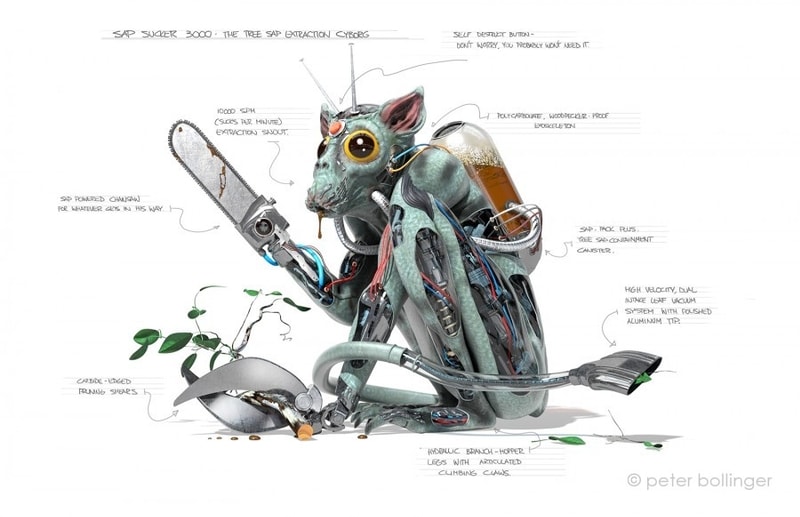 SAP SUCKER 3000 - THE TREE SAP EXTRACTION CYBORG
SELF DESTRUCT BUTTON -
DON'T WORRY, YOU PROBABLY WON'T NEED IT.
10000 SPM
(SUCKS PER MINUTE)
EXTRACTION SNOUT.
POLYCARBONATE, WOODPECKER-PROOF
EXOSKELETON
SAP POWERED CHAINSAW
FOR WHATEVER GETS IN HIS WAY.
SAP-PACK PLUS.
TREE SAP CONTAINMENT
CANISTER.
HIGH VELOCITY, DUAL
INTAKE LEAF VACUUM
SYSTEM WITH POLISHED
ALUMINUM TIP.
CARBIDE-EDGED
PRUNING SHEARS.
HYDRAULIC BRANCH-HOPPER
LEGS WITH ARTICULATED
CLIMBING CLAWS.
© peter bollinger